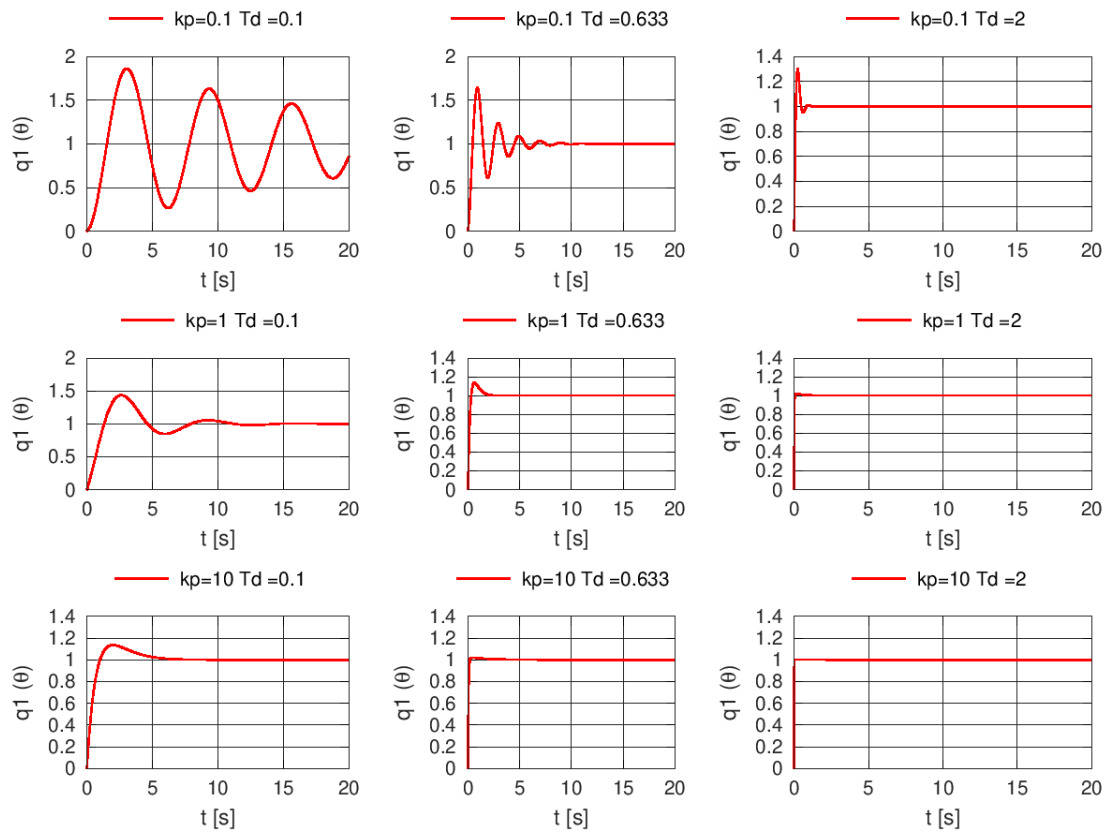 kp=0.1 Td =0.1
2
1.5
1
0.5
0
q1 (θ)
0 5 10 15 20
t [s]
kp=0.1 Td =0.633
2
1.5
1
0.5
0
q1 (θ)
0 5 10 15 20
t [s]
kp=0.1 Td =2
1.4
1.2
1
0.8
0.6
0.4
0.2
0
q1 (θ)
0 5 10 15 20
t [s]
kp=1 Td =0.1
2
1.5
1
0.5
0
q1 (θ)
0 5 10 15 20
t [s]
kp=1 Td =0.633
1.4
1.2
1
0.8
0.6
0.4
0.2
0
q1 (θ)
0 5 10 15 20
t [s]
kp=1 Td =2
1.4
1.2
1
0.8
0.6
0.4
0.2
0
q1 (θ)
0 5 10 15 20
t [s]
kp=10 Td =0.1
1.4
1.2
1
0.8
0.6
0.4
0.2
0
q1 (θ)
0 5 10 15 20
t [s]
kp=10 Td =0.633
1.4
1.2
1
0.8
0.6
0.4
0.2
0
q1 (θ)
0 5 10 15 20
t [s]
kp=10 Td =2
1.4
1.2
1
0.8
0.6
0.4
0.2
0
q1 (θ)
0 5 10 15 20
t [s]